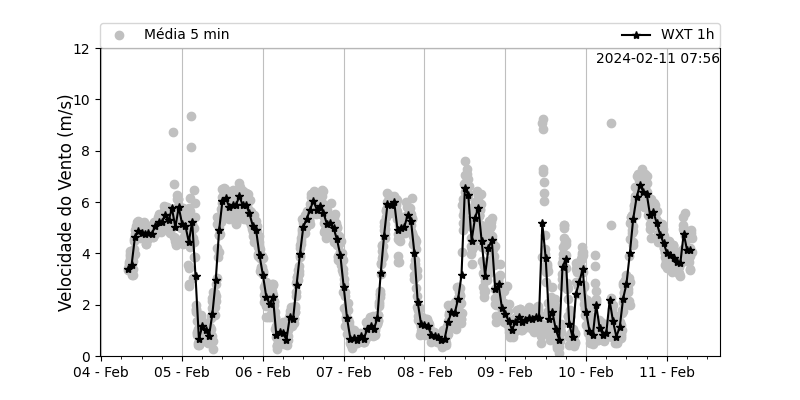 Média 5 min
WXT 1h
2024-02-11 07:56
Velocidade do Vento (m/s)
12
10
8
6
4
2
0
04 - Feb
05 - Feb
06 - Feb
07 - Feb
08 - Feb
09 - Feb
10 - Feb
11 - Feb